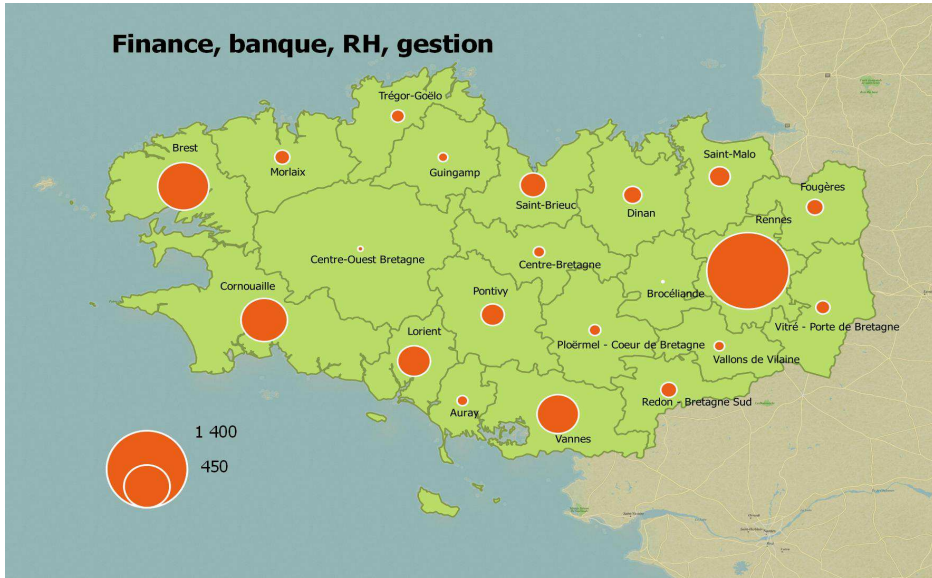 Finance, banque, RH, gestion
Trégor-Goëlo
Brest
Morlaix
Guingamp
Saint-Malo
Saint-Brieuc
Dinan
Fougères
Rennes
Centre-Ouest Bretagne
Centre-Bretagne
Cornouaille
Pontivy
Brocéliande
Lorient
Ploërmel - Coeur de Bretagne
Vitré - Porte de Bretagne
Vallons de Vilaine
Auray
Vannes
Redon - Bretagne Sud
1 400
450